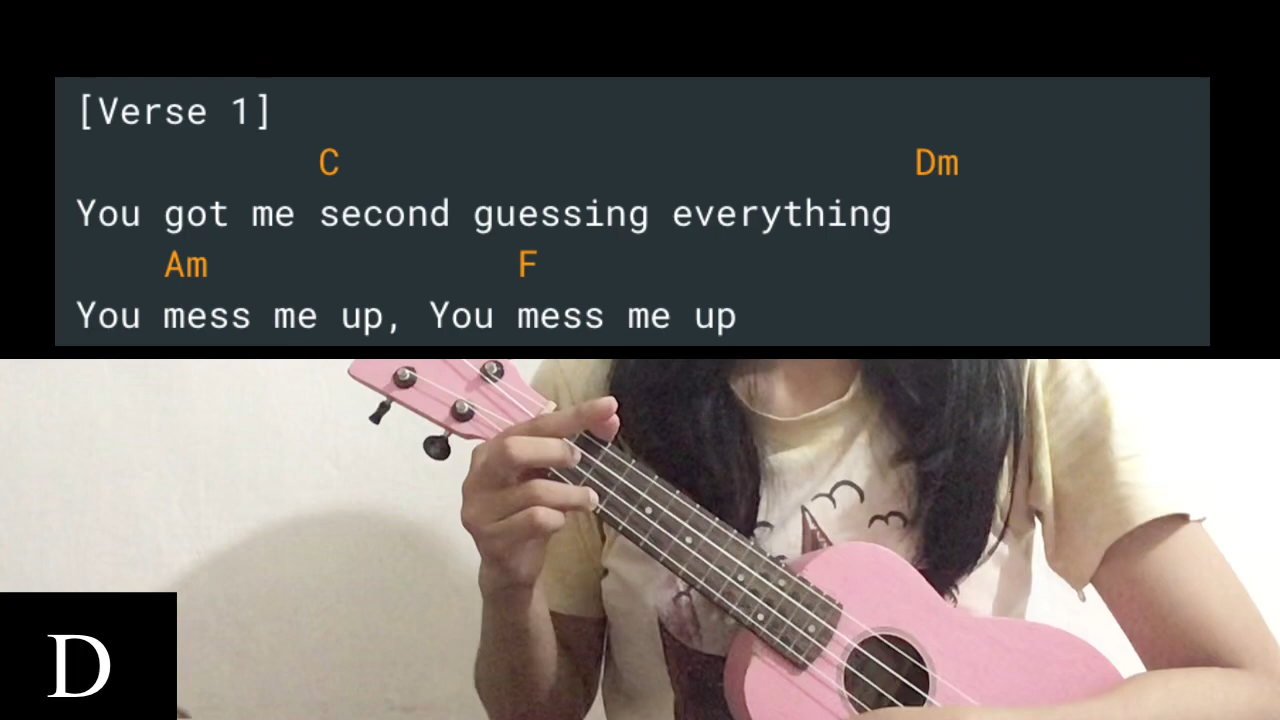 [Verse 1]
C Dm
You got me second guessing everything
Am F
You mess me up, You mess me up
D